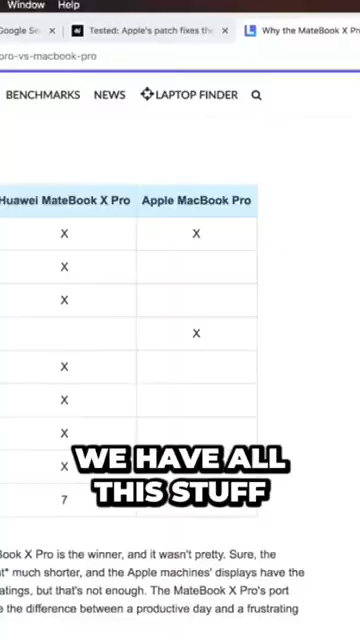 Window Help
Google Se × Tested: Apple's patch fixes th × Why the MateBook X Pr
pro-vs-macbook-pro
BENCHMARKS NEWS LAPTOP FINDER
Huawei MateBook X Pro Apple MacBook Pro
X X
X
X
X
X
X
X
X
7
WE HAVE ALL
THIS STUFF
Book X Pro is the winner, and it wasn't pretty. Sure, the
nt* much shorter, and the Apple machines' displays have the
atings, but that's not enough. The MateBook X Pro's port
e the difference between a productive day and a frustrating